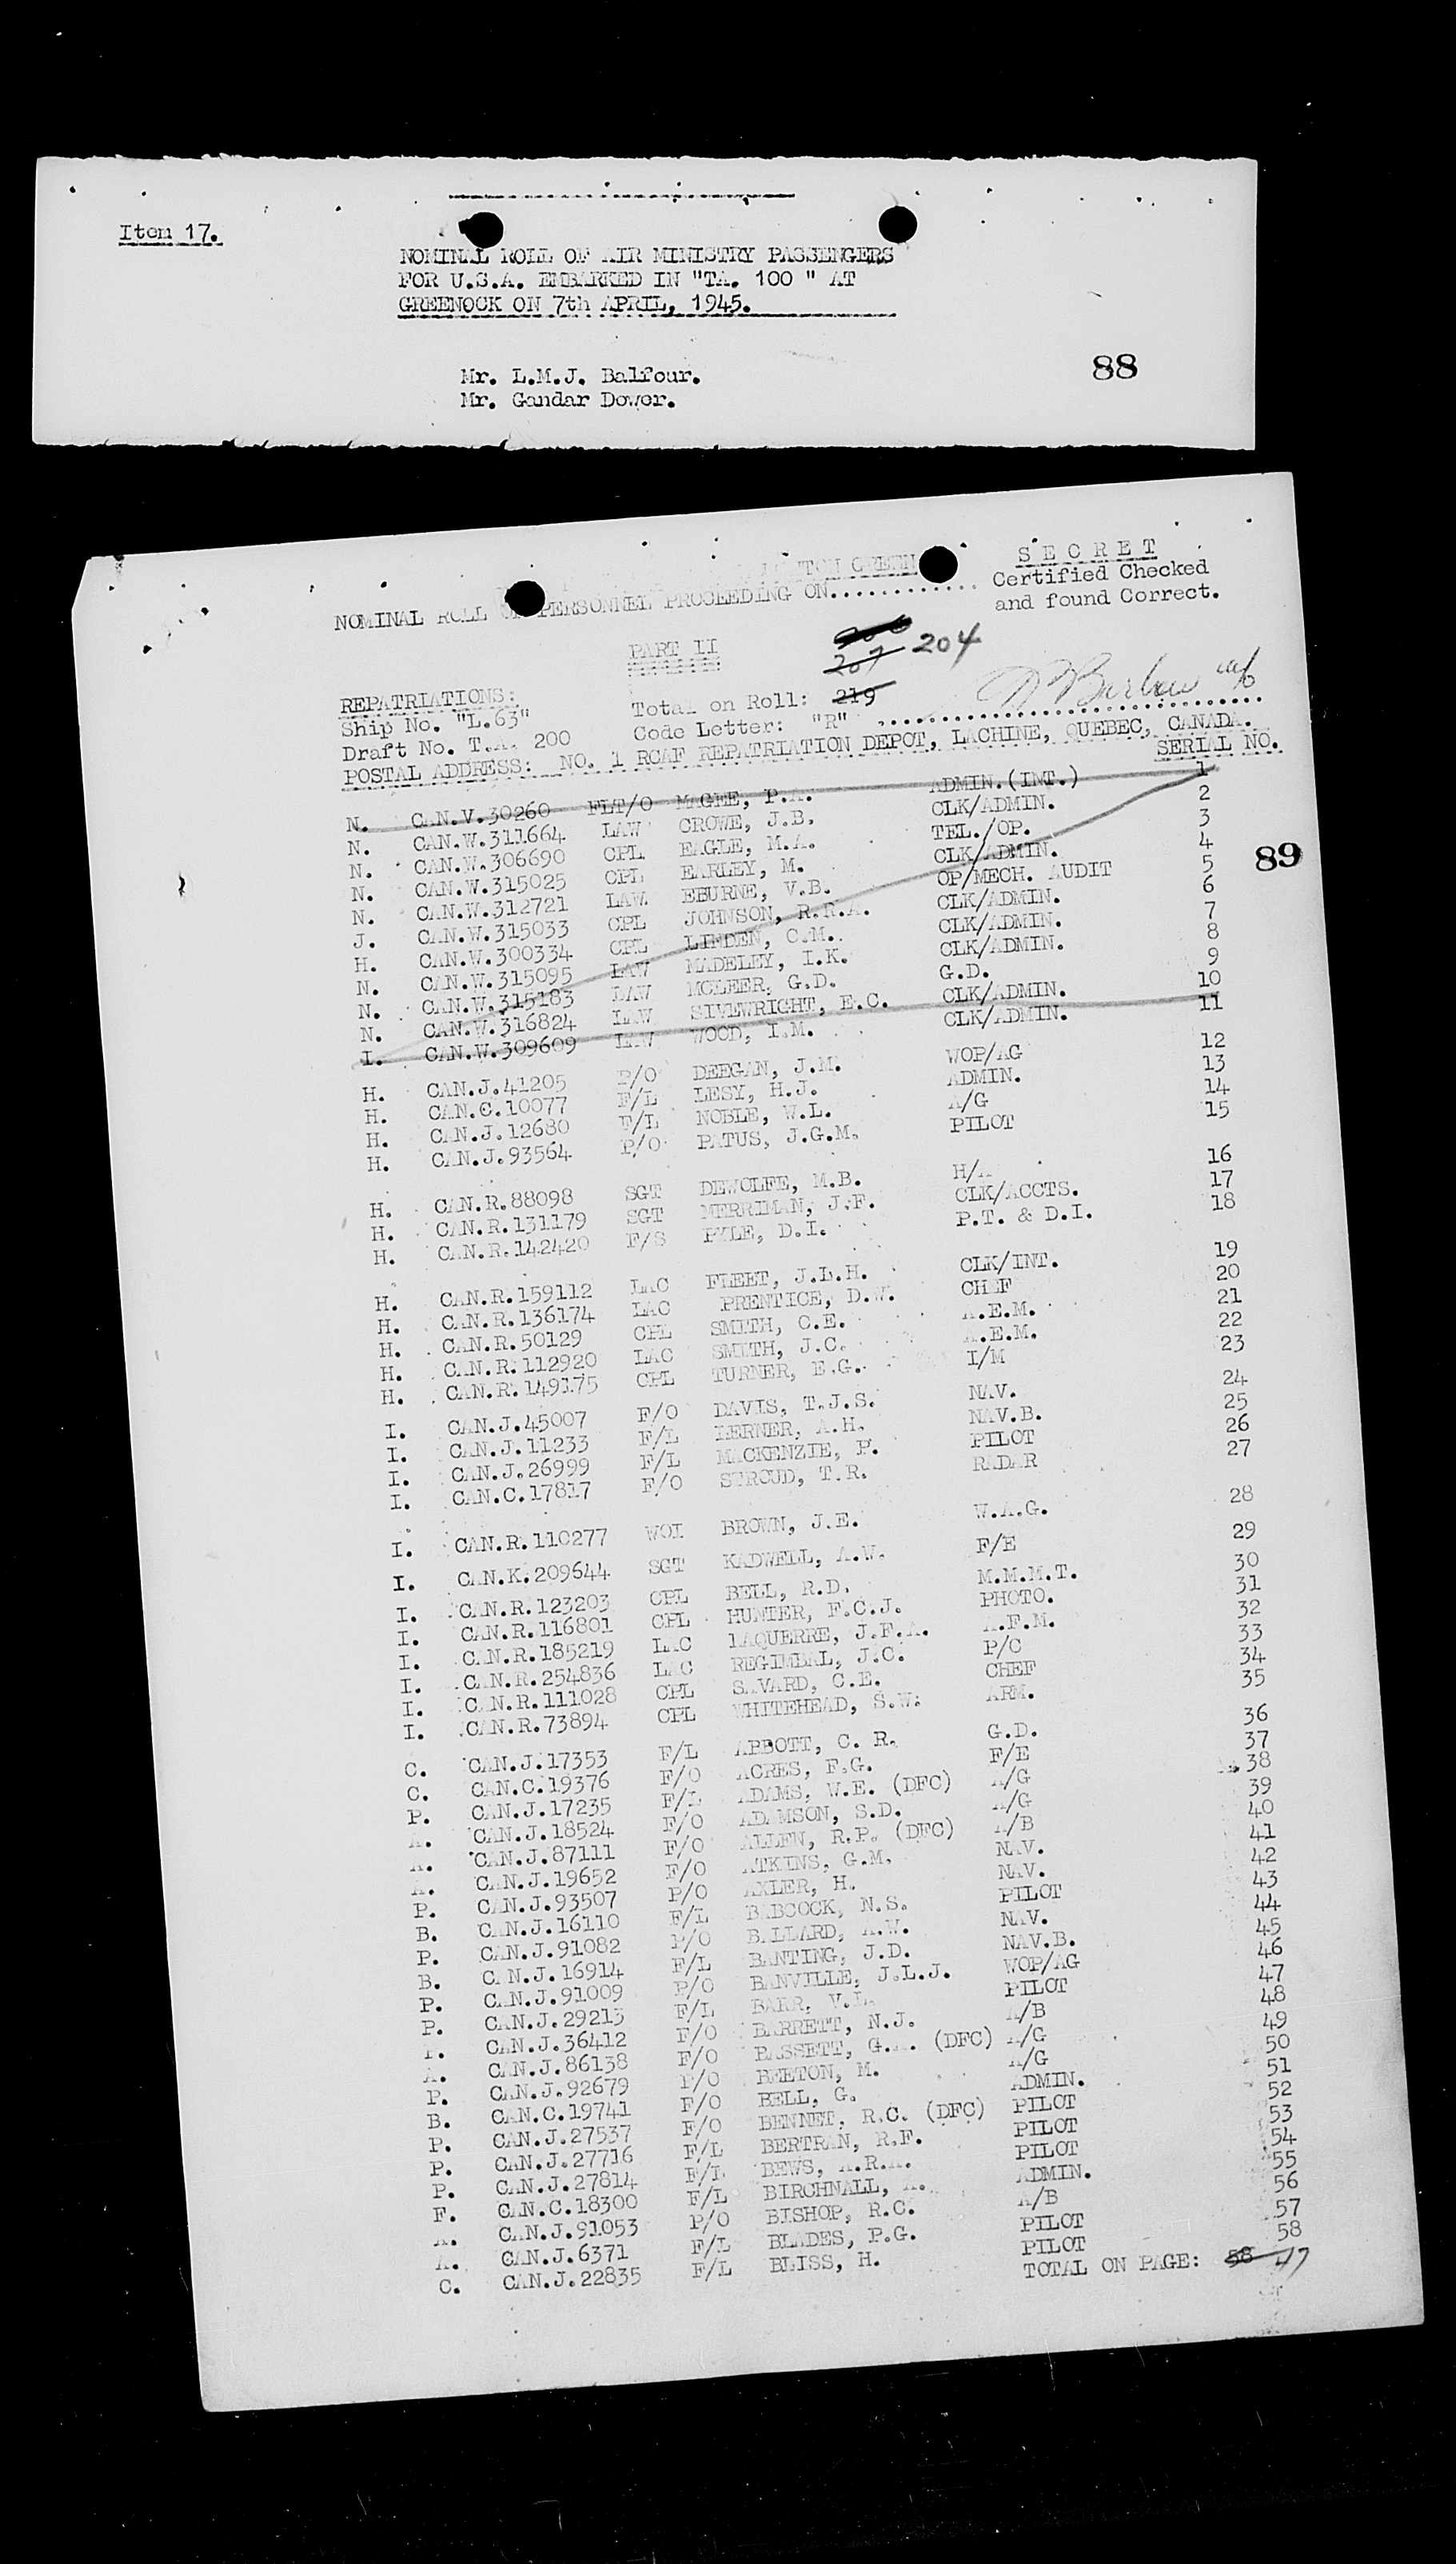 Item 17.
NOMINAL ROLL OF AIR MINISTRY PASSENGERS
FOR U.S.A. EMBARKED IN "TA. 100 " AT
GREENOCK ON 7th APRIL, 1945.
Mr. L.M.J. Balfour.
Mr. Gandar Dower.
88
SECRET
NOMINAL ROLL OF PERSONNEL PROCEEDING ON............ Certified Checked
and found Correct.
PART II
207 204
REPATRIATIONS: Total on Roll: 219
Ship No. "L.63" Code Letter: "R"
Draft No. T.A. 200
POSTAL ADDRESS: NO. 1 RCAF REPATRIATION DEPOT, LACHINE, QUEBEC, CANADA.
SERIAL NO.
N. CAN.V.30260 FLT/O McGEE, P.A. ADMIN.(INT.) 1
N. CAN.W.311664 LAW CROWE, J.B. CLK/ADMIN. 2
N. CAN.W.306690 CPL EAGLE, M.A. TEL./OP. 3
N. CAN.W.315025 CPL EARLEY, M. CLK/ADMIN. 4
N. CAN.W.312721 LAW EBURNE, V.B. OP/MECH. AUDIT 5
J. CAN.W.315033 CPL JOHNSON, R.R.A. CLK/ADMIN. 6
H. CAN.W.300334 CPL LINDEN, C.M. CLK/ADMIN. 7
N. CAN.W.315095 LAW MADELEY, I.K. CLK/ADMIN. 8
N. CAN.W.315183 LAW MCLEER, G.D. G.D. 9
N. CAN.W.316824 LAW SIVEWRIGHT, E.C. CLK/ADMIN. 10
I. CAN.W.309609 LAW WOOD, I.M. CLK/ADMIN. 11
H. CAN.J.41205 P/O DEEGAN, J.M. WOP/AG 12
H. CAN.C.10077 F/L LESY, H.J. ADMIN. 13
H. CAN.J.12680 F/L NOBLE, W.L. A/G 14
H. CAN.J.93564 P/O PATUS, J.G.M. PILOT 15
H. CAN.R.88098 SGT DEWOLFE, M.B. H/A 16
H. CAN.R.131179 SGT MERRIMAN, J.F. CLK/ACCTS. 17
H. CAN.R.142420 F/S PYLE, D.I. P.T. & D.I. 18
H. CAN.R.159112 LAC FLEET, J.L.H. CLK/INT. 19
H. CAN.R.136174 LAC PRENTICE, D.W. CHEF 20
H. CAN.R.50129 CPL SMITH, C.E. A.E.M. 21
H. CAN.R.112920 LAC SMITH, J.C. A.E.M. 22
H. CAN.R.149175 CPL TURNER, E.G. I/M 23
I. CAN.J.45007 F/O DAVIS, T.J.S. NAV. 24
I. CAN.J.11233 F/L LERNER, A.H. NAV.B. 25
I. CAN.J.26999 F/L MACKENZIE, P. PILOT 26
I. CAN.C.17817 F/O STROUD, T.R. RADAR 27
I. CAN.R.110277 WOI BROWN, J.E. W.A.G. 28
I. CAN.K.209644 SGT KADWELL, A.W. F/E 29
I. CAN.R.123203 CPL BELL, R.D. M.M.M.T. 30
I. CAN.R.116801 CPL HUNTER, F.C.J. PHOTO. 31
I. CAN.R.185219 LAC LAQUERRE, J.F.A. A.F.M. 32
I. CAN.R.254836 LAC REGIMBAL, J.C. P/C 33
I. CAN.R.111028 CPL SAVARD, C.E. CHEF 34
I. CAN.R.73894 CPL WHITEHEAD, S.W. ARM. 35
C. CAN.J.17353 F/L ABBOTT, C. R. G.D. 36
C. CAN.C.19376 F/O ACRES, F.G. F/E 37
P. CAN.J.17235 F/L ADAMS, W.E. (DFC) A/G 38
A. CAN.J.18524 F/O ADAMSON, S.D. A/G 39
A. CAN.J.87111 F/O ALLEN, R.P. (DFC) A/B 40
A. CAN.J.19652 F/O ATKINS, G.M. NAV. 41
P. CAN.J.93507 P/O AXLER, H. NAV. 42
B. CAN.J.16110 F/L BABCOCK, N.S. PILOT 43
P. CAN.J.91082 P/O BALLARD, A.W. NAV. 44
B. CAN.J.16914 F/L BANTING, J.D. NAV.B. 45
P. CAN.J.91009 P/O BANVILLE, J.L.J. WOP/AG 46
P. CAN.J.29213 F/L BARR, V.L. PILOT 47
CAN.J.36412 F/O BARRETT, N.J. A/B 48
A. CAN.J.86138 F/O BASSETT, G.A. (DFC) A/G 49
P. CAN.J.92679 P/O BEETON, M. A/G 50
B. CAN.C.19741 F/O BELL, G. ADMIN. 51
P. CAN.J.27537 F/O BENNET, R.C. (DFC) PILOT 52
P. CAN.J.27716 F/L BERTRAN, R.F. PILOT 53
P. CAN.J.27814 F/L BEWS, A.R.A. PILOT 54
F. CAN.C.18300 F/L BIRCHNALL, A. ADMIN. 55
A. CAN.J.91053 P/O BISHOP, R.C. A/B 56
A. CAN.J.6371 F/L BLADES, P.G. PILOT 57
C. CAN.J.22835 F/L BLISS, H. PILOT 58
TOTAL ON PAGE: 58 47
89